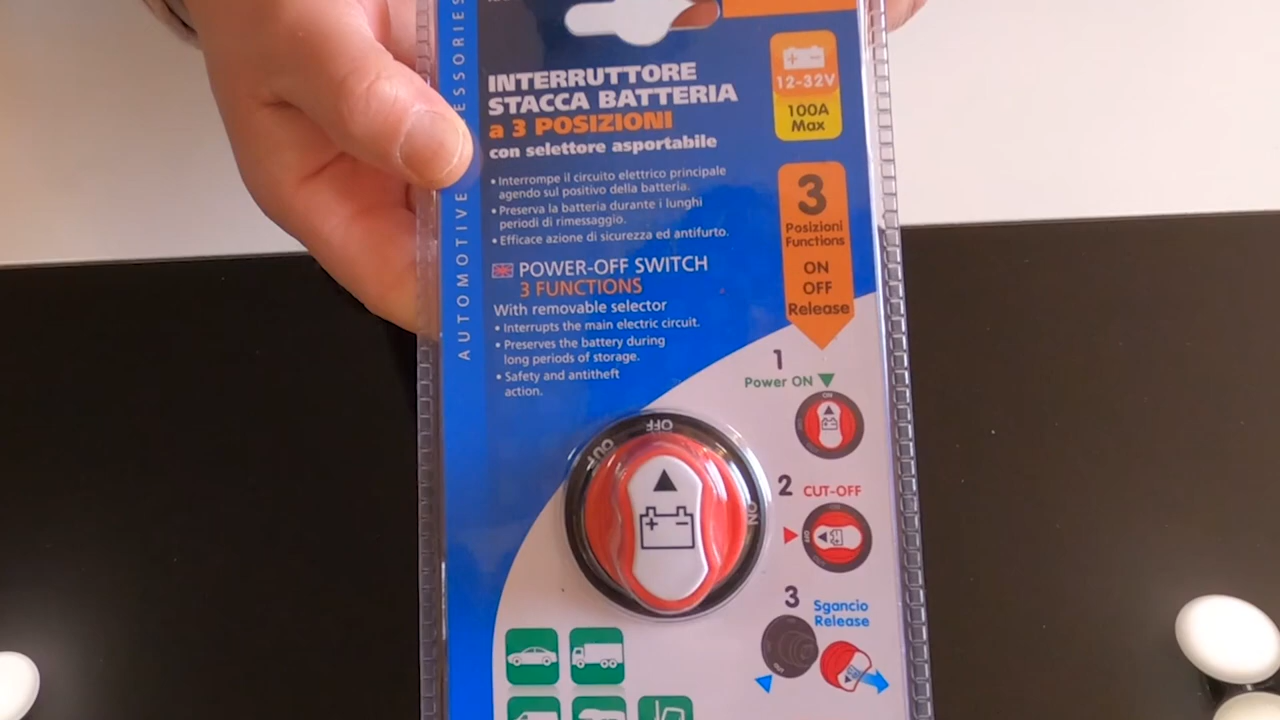 AUTOMOTIVE
ESSORIES
INTERRUTTORE
STACCA BATTERIA
a 3 POSIZIONI
con selettore asportabile
• Interrompe il circuito elettrico principale
agendo sul positivo della batteria.
• Preserva la batteria durante i lunghi
periodi di rimessaggio.
• Efficace azione di sicurezza ed antifurto.
POWER-OFF SWITCH
3 FUNCTIONS
With removable selector
• Interrupts the main electric circuit.
• Preserves the battery during
long periods of storage.
• Safety and antitheft
action.
12-32V
100A
Max
3
Posizioni
Functions
ON
OFF
Release
1
Power ON
ON
2 CUT-OFF
OFF
3 Sgancio
Release
OUT
OFF
OUT
ON
+ -